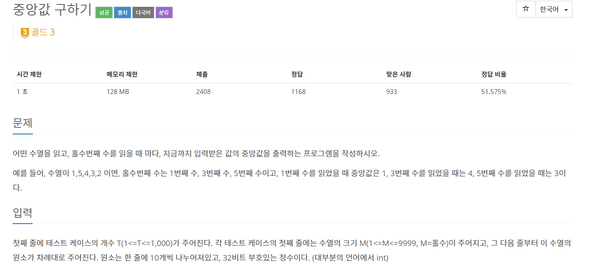 중앙값 구하기 성공 출처 다국어 분류
☆ 한국어
3 골드 3
시간 제한 메모리 제한 제출 정답 맞은 사람 정답 비율
1 초 128 MB 2408 1168 933 51.575%
문제
어떤 수열을 읽고, 홀수번째 수를 읽을 때 마다, 지금까지 입력받은 값의 중앙값을 출력하는 프로그램을 작성하시오.
예를 들어, 수열이 1,5,4,3,2 이면, 홀수번째 수는 1번째 수, 3번째 수, 5번째 수이고, 1번째 수를 읽었을 때 중앙값은 1, 3번째 수를 읽었을 때는 4, 5번째 수를 읽었을 때는 3이
다.
입력
첫째 줄에 테스트 케이스의 개수 T(1<=T<=1,000)가 주어진다. 각 테스트 케이스의 첫째 줄에는 수열의 크기 M(1<=M<=9999, M=홀수)이 주어지고, 그 다음 줄부터 이 수열의
원소가 차례대로 주어진다. 원소는 한 줄에 10개씩 나누어져있고, 32비트 부호있는 정수이다. (대부분의 언어에서 int)